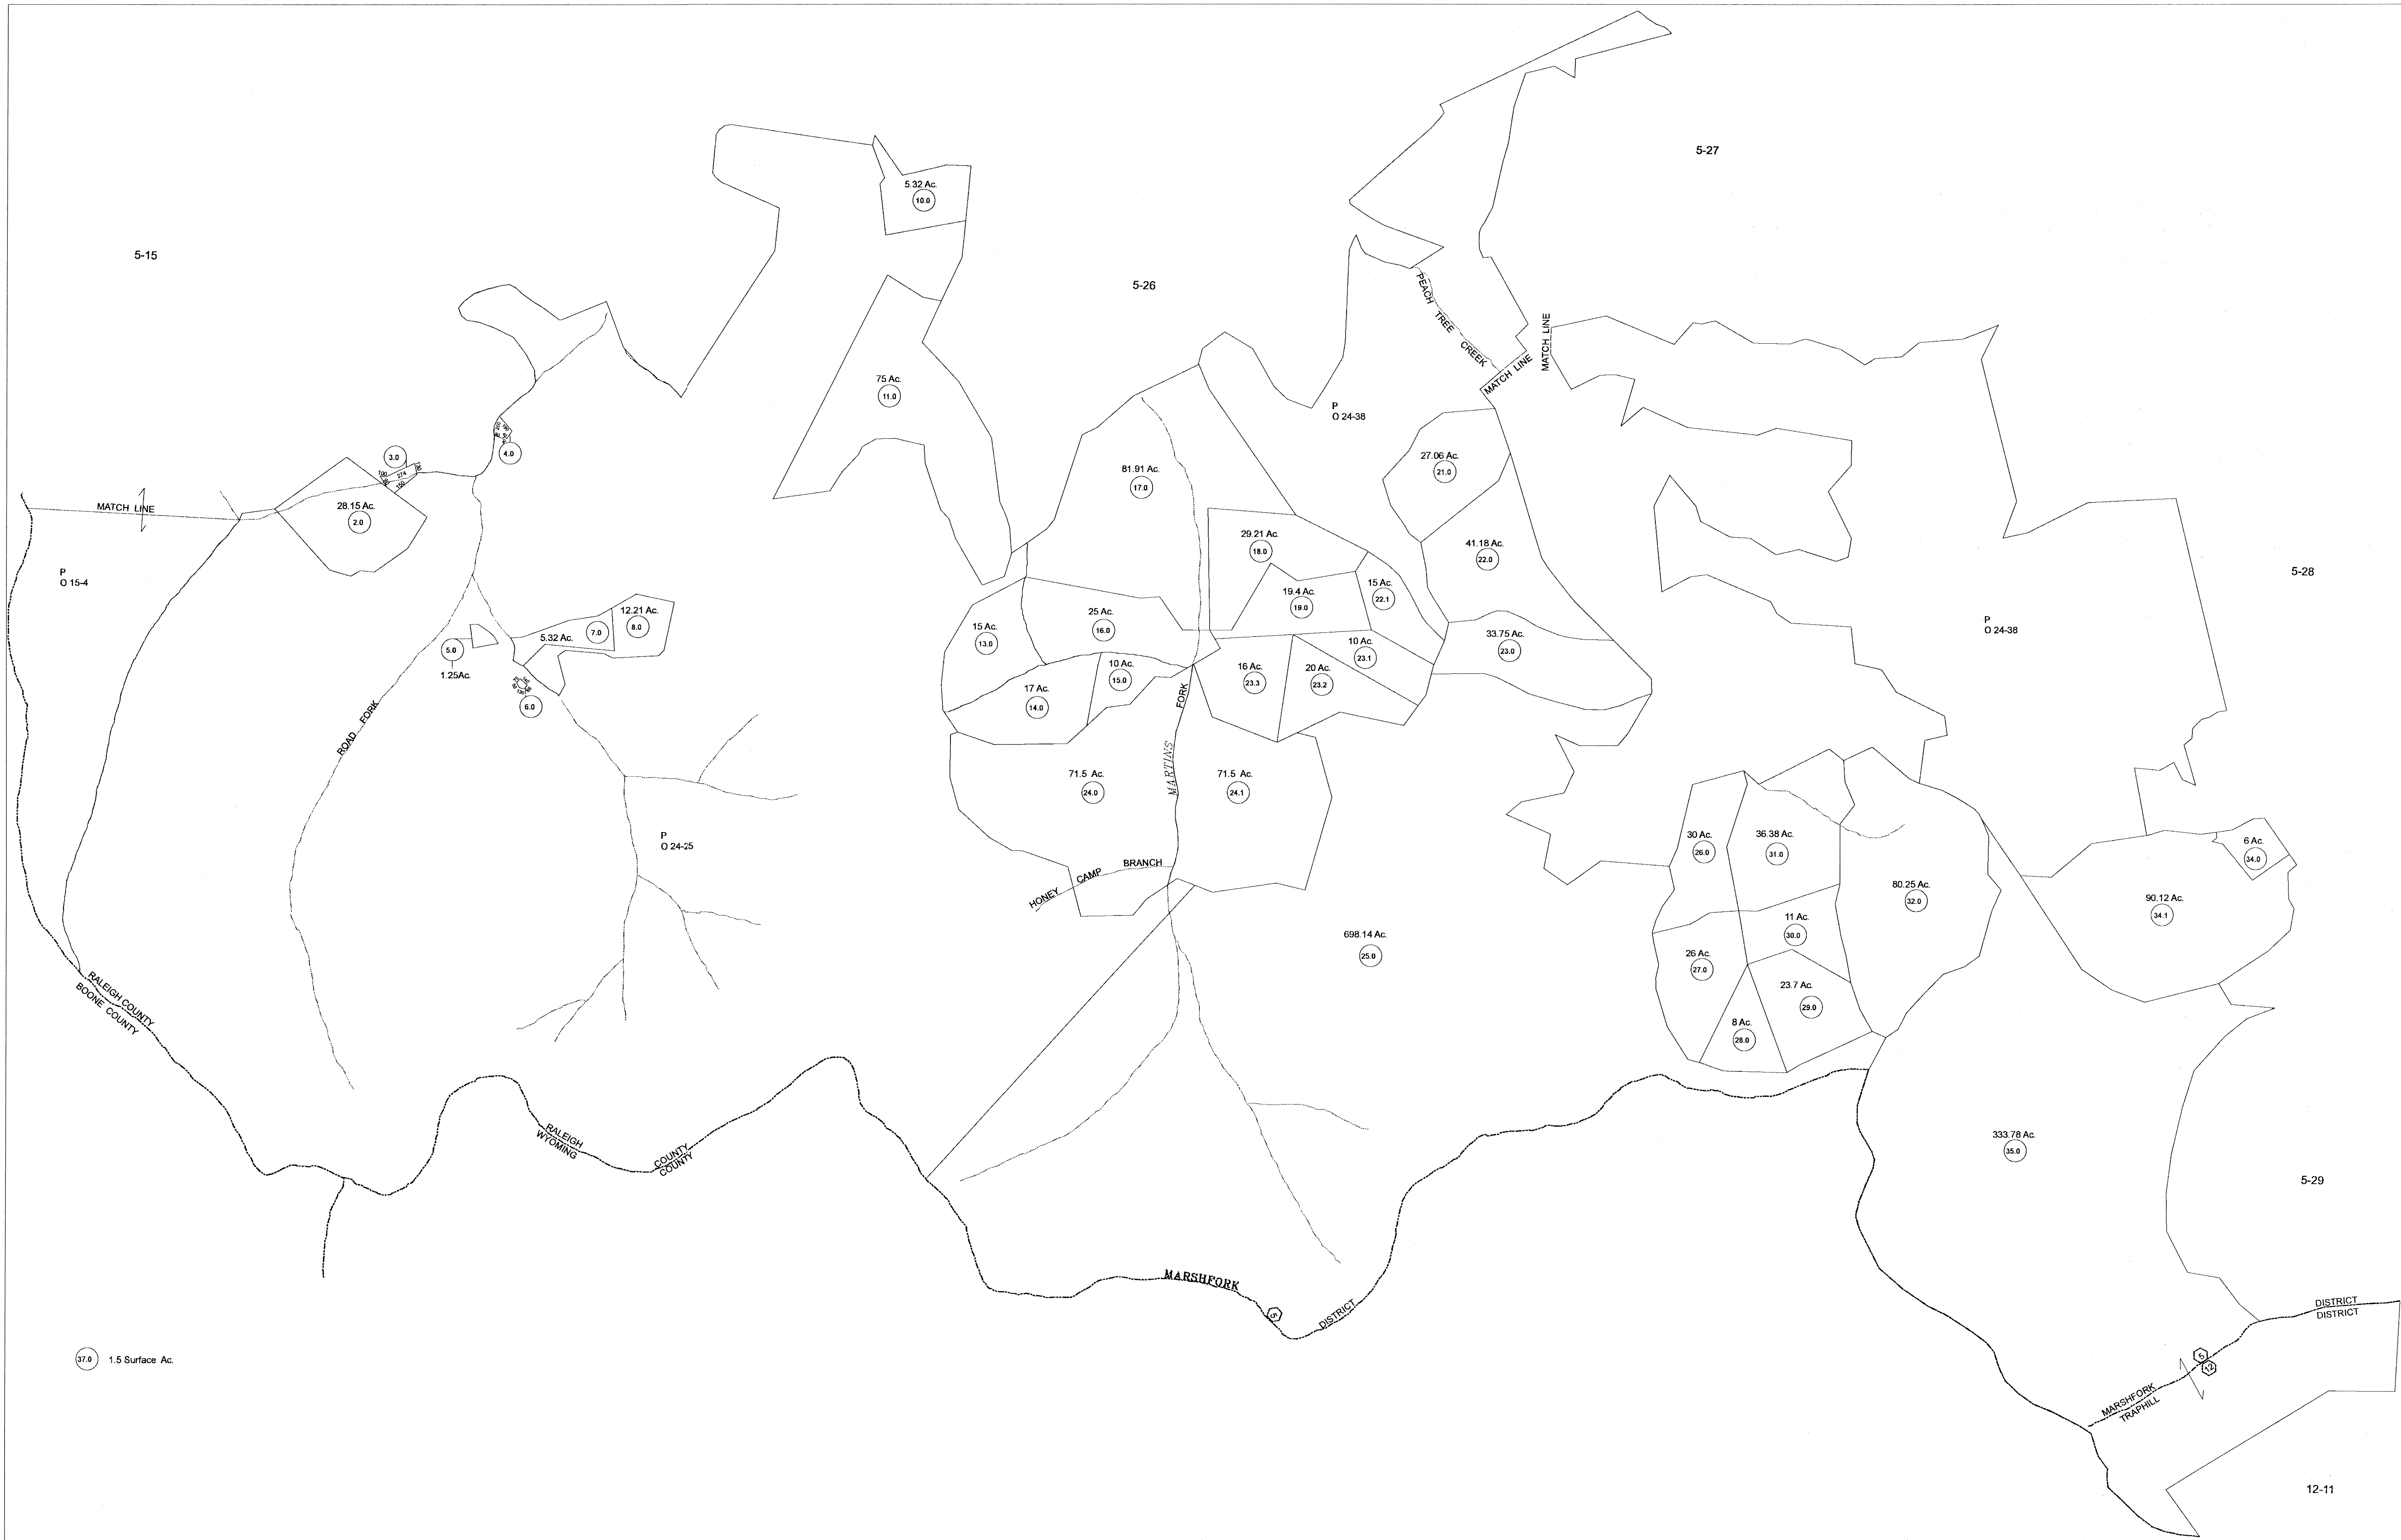 5-27
5.32 Ac.
10.0
5-15
5-26
PEACH TREE CREEK
MATCH LINE
MATCH LINE
75 Ac.
11.0
P
O 24-38
3.0
4.0
100
274
150
27.06 Ac.
21.0
81.91 Ac.
17.0
MATCH LINE
28.15 Ac.
2.0
29.21 Ac.
18.0
41.18 Ac.
22.0
P
O 15-4
5-28
15 Ac.
22.1
19.4 Ac.
19.0
12.21 Ac.
8.0
7.0
5.32 Ac.
25 Ac.
16.0
15 Ac.
13.0
P
O 24-38
33.75 Ac.
23.0
5.0
1.25Ac.
10 Ac.
23.1
10 Ac.
15.0
16 Ac.
23.3
20 Ac.
23.2
17 Ac.
14.0
6.0
ROAD FORK
MARTINS FORK
71.5 Ac.
24.0
71.5 Ac.
24.1
P
O 24-25
30 Ac.
26.0
36.38 Ac.
31.0
6 Ac.
34.0
HONEY CAMP BRANCH
80.25 Ac.
32.0
90.12 Ac.
34.1
11 Ac.
30.0
698.14 Ac.
25.0
26 Ac.
27.0
RALEIGH COUNTY
BOONE COUNTY
23.7 Ac.
29.0
8 Ac.
28.0
RALEIGH COUNTY
WYOMING COUNTY
333.78 Ac.
35.0
5-29
MARSHFORK DISTRICT
5
DISTRICT
DISTRICT
37.0 1.5 Surface Ac.
5
12
MARSHFORK
TRAPHILL
12-11